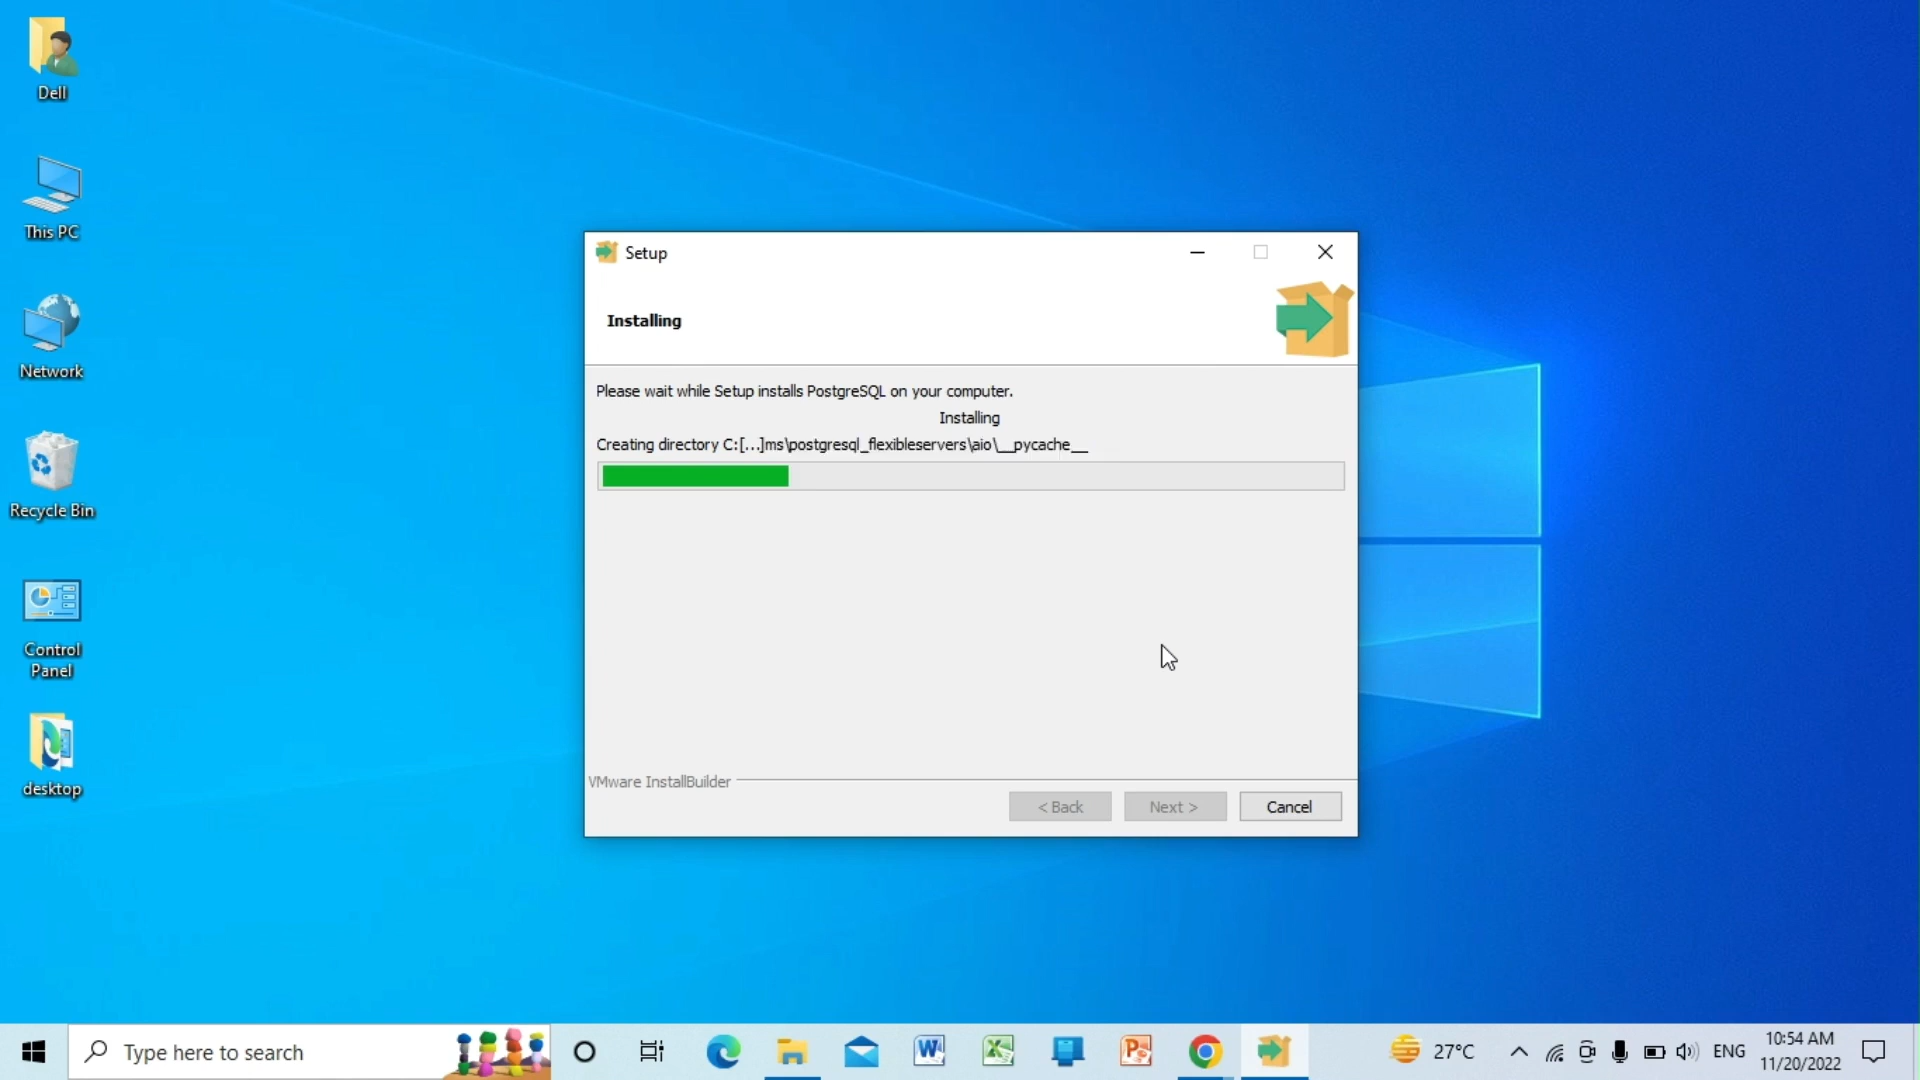 Dell
This PC
Network
Recycle Bin
Control
Panel
desktop
Setup
Installing
Please wait while Setup installs PostgreSQL on your computer.
Installing
Creating directory C:[...]ms\postgresql_flexibleservers\aio\__pycache__
VMware InstallBuilder
< Back
Next >
Cancel
Type here to search
27°C
ENG
10:54 AM
11/20/2022